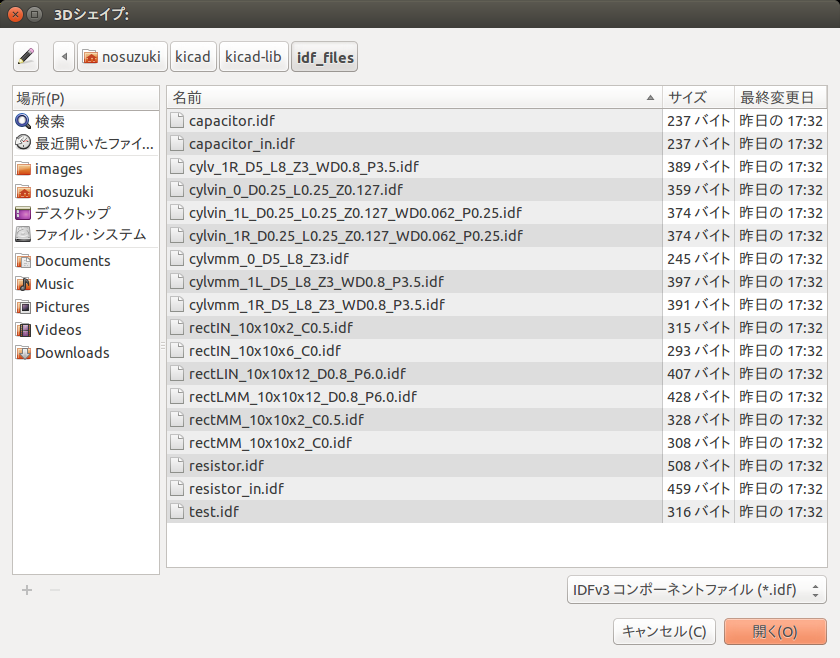 3Dシェイプ:
nosuzuki kicad kicad-lib idf_files
場所(P)
検索
最近開いたファイ...
images
nosuzuki
デスクトップ
ファイル・システム
Documents
Music
Pictures
Videos
Downloads
名前 サイズ 最終変更日
capacitor.idf 237 バイト 昨日の 17:32
capacitor_in.idf 237 バイト 昨日の 17:32
cylv_1R_D5_L8_Z3_WD0.8_P3.5.idf 389 バイト 昨日の 17:32
cylvin_0_D0.25_L0.25_Z0.127.idf 359 バイト 昨日の 17:32
cylvin_1L_D0.25_L0.25_Z0.127_WD0.062_P0.25.idf 374 バイト 昨日の 17:32
cylvin_1R_D0.25_L0.25_Z0.127_WD0.062_P0.25.idf 374 バイト 昨日の 17:32
cylvmm_0_D5_L8_Z3.idf 245 バイト 昨日の 17:32
cylvmm_1L_D5_L8_Z3_WD0.8_P3.5.idf 397 バイト 昨日の 17:32
cylvmm_1R_D5_L8_Z3_WD0.8_P3.5.idf 391 バイト 昨日の 17:32
rectIN_10x10x2_C0.5.idf 315 バイト 昨日の 17:32
rectIN_10x10x6_C0.idf 293 バイト 昨日の 17:32
rectLIN_10x10x12_D0.8_P6.0.idf 407 バイト 昨日の 17:32
rectLMM_10x10x12_D0.8_P6.0.idf 428 バイト 昨日の 17:32
rectMM_10x10x2_C0.5.idf 328 バイト 昨日の 17:32
rectMM_10x10x2_C0.idf 308 バイト 昨日の 17:32
resistor.idf 508 バイト 昨日の 17:32
resistor_in.idf 459 バイト 昨日の 17:32
test.idf 316 バイト 昨日の 17:32
IDFv3 コンポーネントファイル (*.idf)
キャンセル(C) 開く(O)